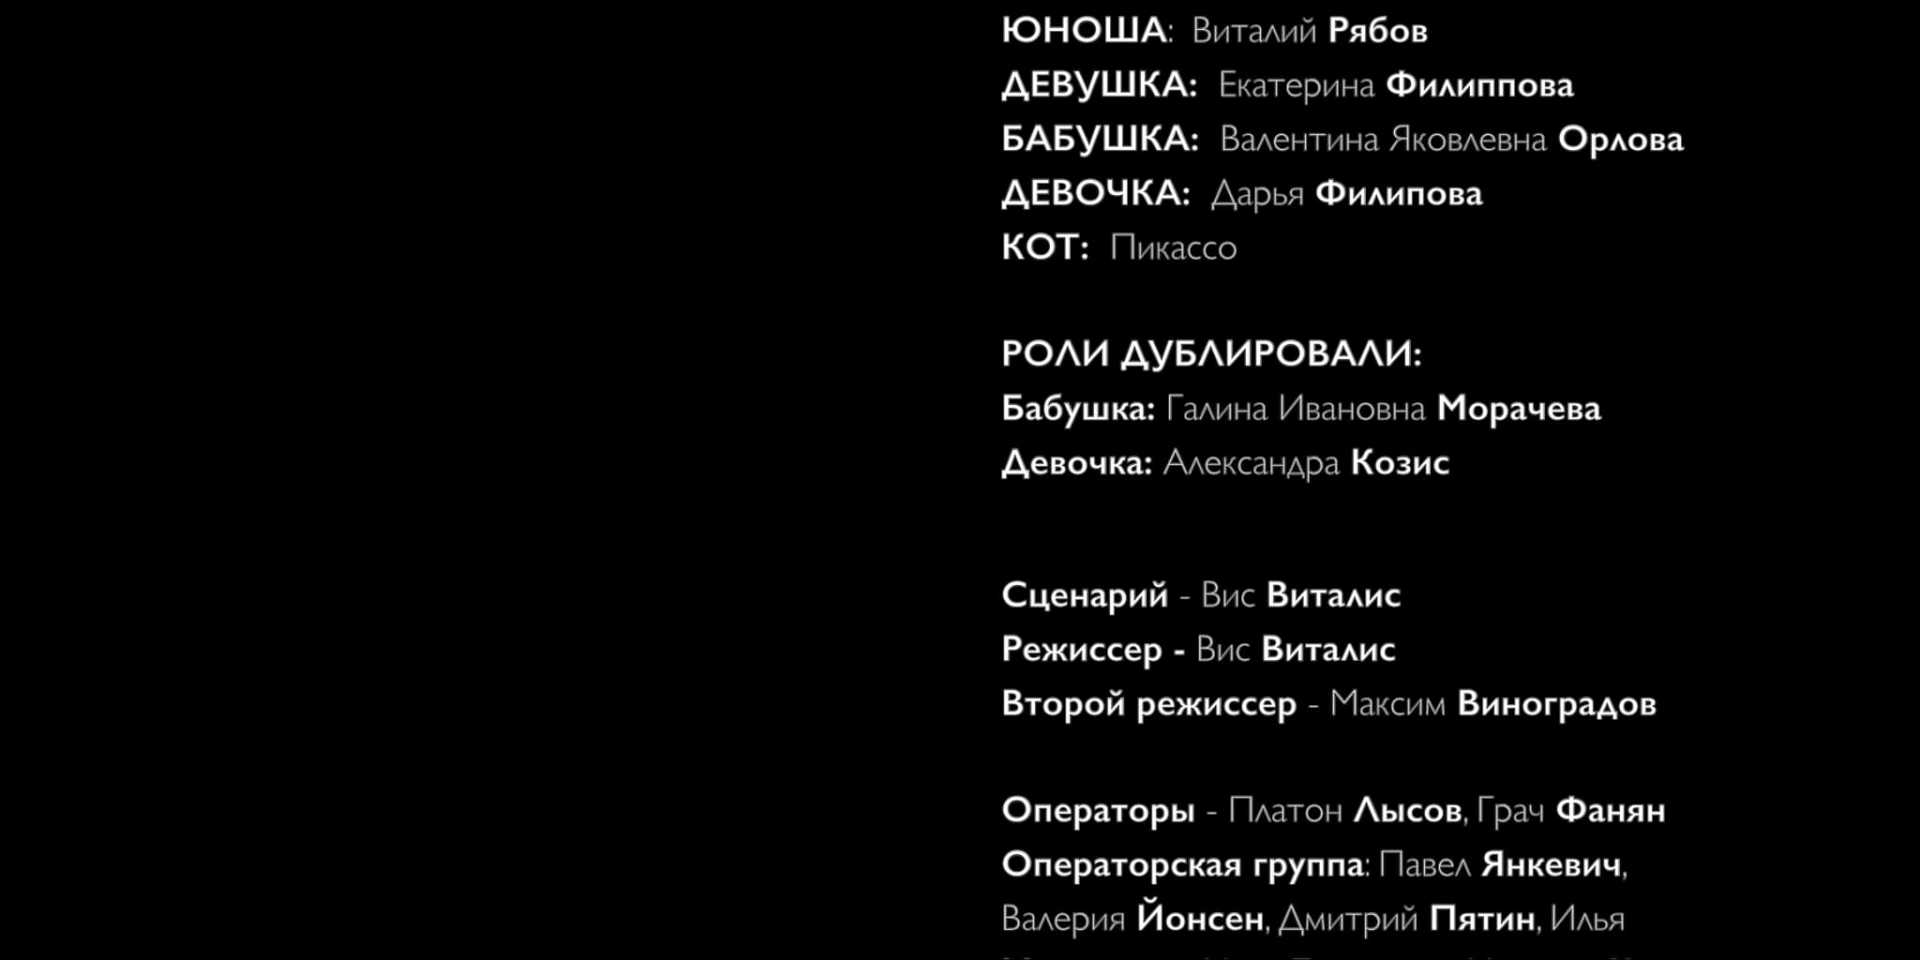 ЮНОША: Виталий Рябов
ДЕВУШКА: Екатерина Филиппова
БАБУШКА: Валентина Яковлевна Орлова
ДЕВОЧКА: Дарья Филипова
КОТ: Пикассо
РОЛИ ДУБЛИРОВАЛИ:
Бабушка: Галина Ивановна Морачева
Девочка: Александра Козис
Сценарий - Вис Виталис
Режиссер - Вис Виталис
Второй режиссер - Максим Виноградов
Операторы - Платон Лысов, Грач Фанян
Операторская группа: Павел Янкевич,
Валерия Йонсен, Дмитрий Пятин, Илья